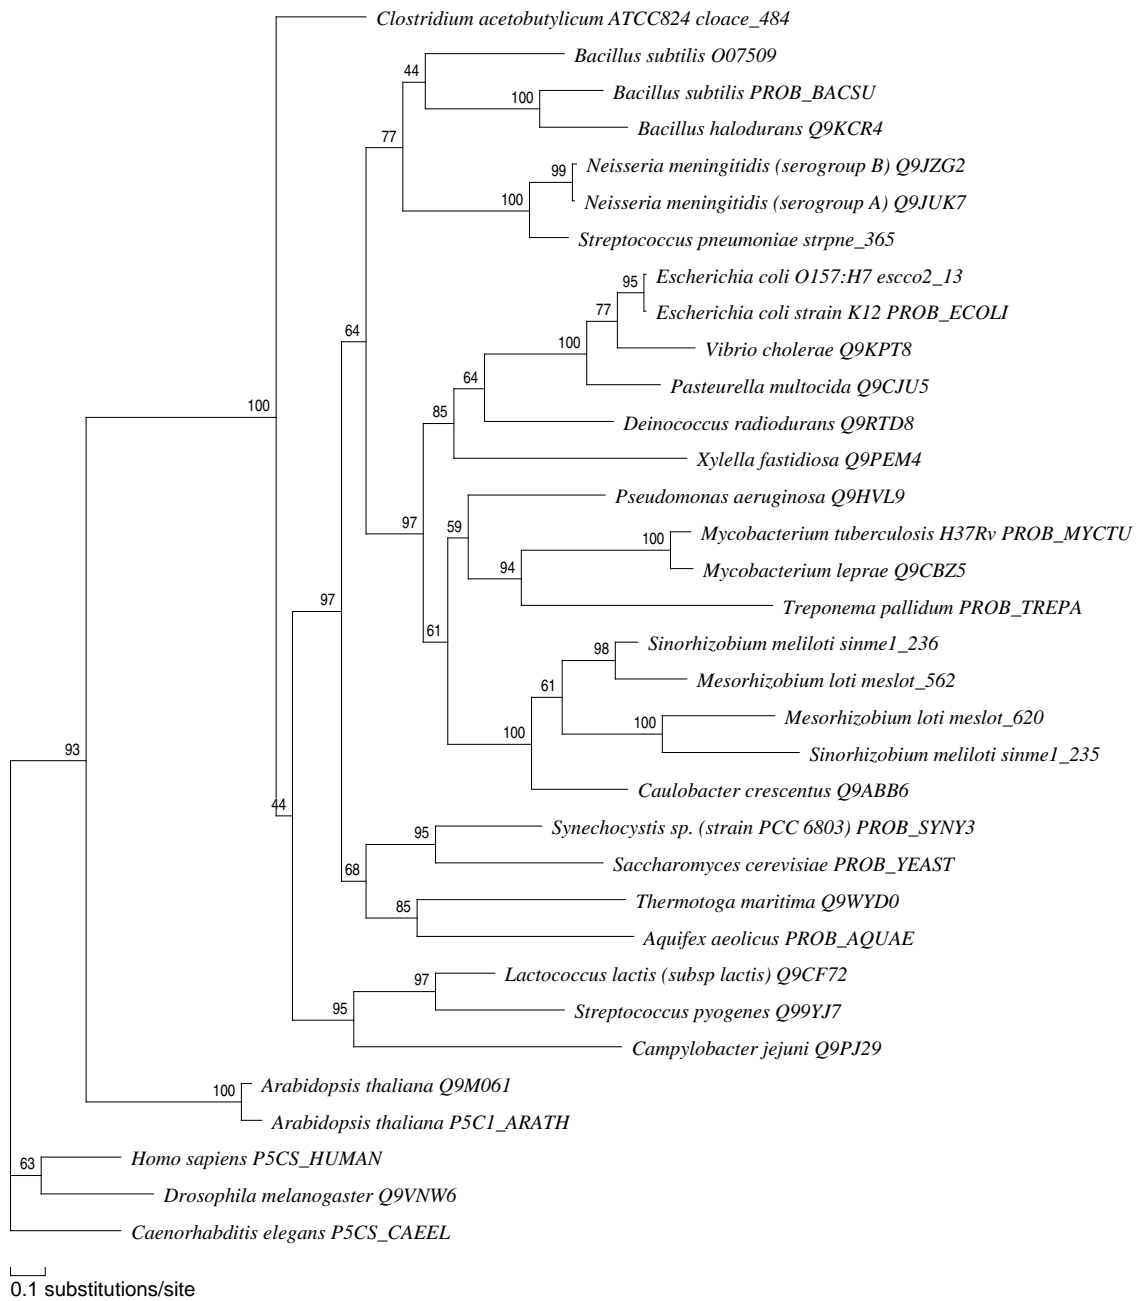 Clostridium acetobutylicum ATCC824 cloace_484
Bacillus subtilis O07509
44
Bacillus subtilis PROB_BACSU
100
Bacillus halodurans Q9KCR4
77
Neisseria meningitidis (serogroup B) Q9JZG2
99
Neisseria meningitidis (serogroup A) Q9JUK7
100
Streptococcus pneumoniae strpne_365
Escherichia coli O157:H7 escco2_13
95
Escherichia coli strain K12 PROB_ECOLI
77
64
Vibrio cholerae Q9KPT8
100
Pasteurella multocida Q9CJU5
64
85
Deinococcus radiodurans Q9RTD8
100
Xylella fastidiosa Q9PEM4
Pseudomonas aeruginosa Q9HVL9
97
59
Mycobacterium tuberculosis H37Rv PROB_MYCTU
100
Mycobacterium leprae Q9CBZ5
94
97
Treponema pallidum PROB_TREPA
61
Sinorhizobium meliloti sinme1_236
98
Mesorhizobium loti meslot_562
61
Mesorhizobium loti meslot_620
100
100
Sinorhizobium meliloti sinme1_235
93
Caulobacter crescentus Q9ABB6
44
Synechocystis sp. (strain PCC 6803) PROB_SYNY3
95
Saccharomyces cerevisiae PROB_YEAST
68
Thermotoga maritima Q9WYD0
85
Aquifex aeolicus PROB_AQUAE
Lactococcus lactis (subsp lactis) Q9CF72
97
Streptococcus pyogenes Q99YJ7
95
Campylobacter jejuni Q9PJ29
Arabidopsis thaliana Q9M061
100
Arabidopsis thaliana P5C1_ARATH
Homo sapiens P5CS_HUMAN
63
Drosophila melanogaster Q9VNW6
Caenorhabditis elegans P5CS_CAEEL
0.1 substitutions/site